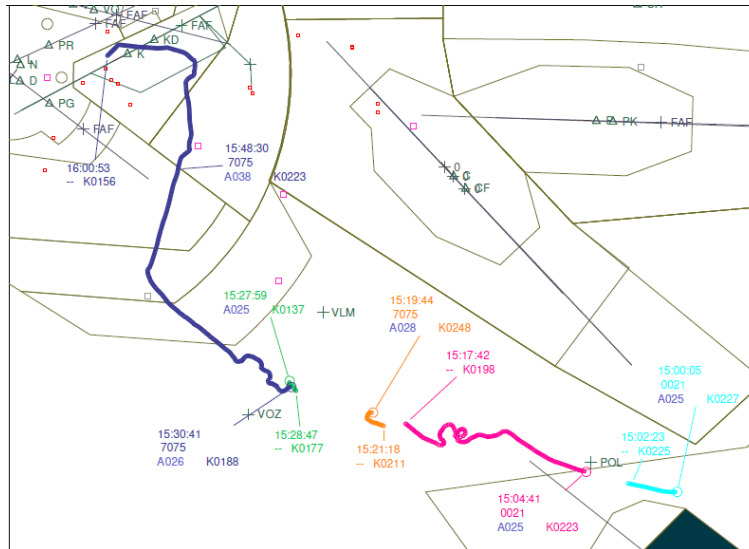 VO
FAF
FAF
PR
KD
K
N
D
PG
FAF
16:00:53
-- K0156
15:48:30
7075
A038 K0223
FAF
PK
0
C
CF
0
15:27:59
A025 K0137
VLM
15:19:44
7075
A028 K0248
15:17:42
-- K0198
15:00:05
0021
A025 K0227
VOZ
15:30:41
7075
A026 K0188
15:28:47
-- K0177
15:21:18
-- K0211
15:02:23
-- K0225
POL
15:04:41
0021
A025 K0223